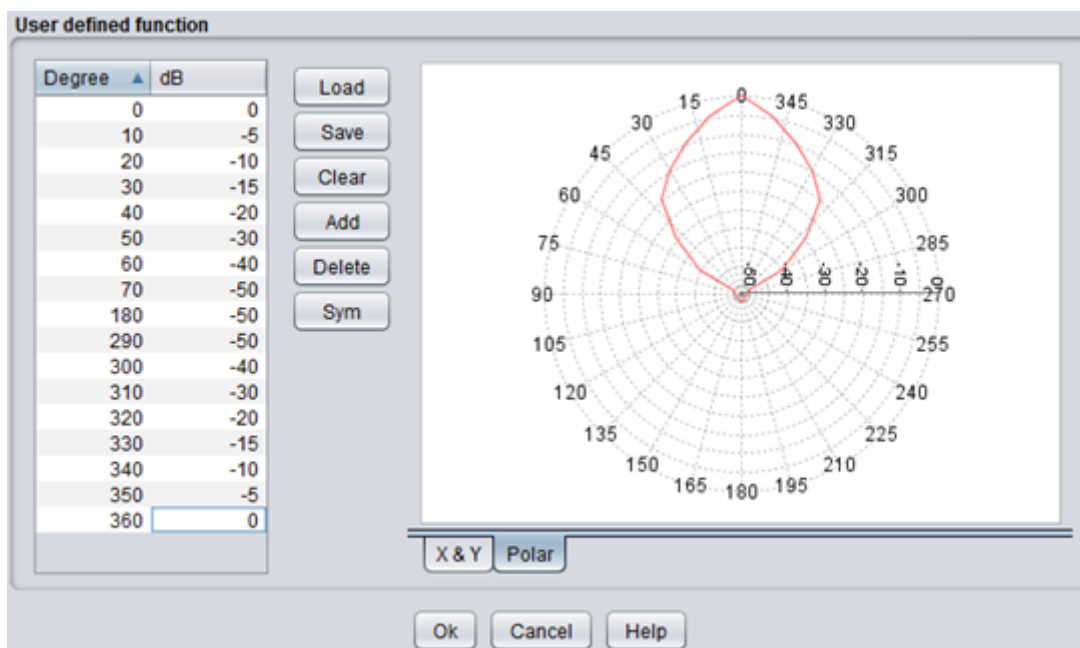 User defined function
Degree dB
0 0
10 -5
20 -10
30 -15
40 -20
50 -30
60 -40
70 -50
180 -50
290 -50
300 -40
310 -30
320 -20
330 -15
340 -10
350 -5
360 0
Load
Save
Clear
Add
Delete
Sym
0
15 345
30 330
45 315
60 300
75 285
90 -50 -40 -30 -20 -10 0 270
105 255
120 240
135 225
150 210
165 180 195
X & Y Polar
Ok Cancel Help